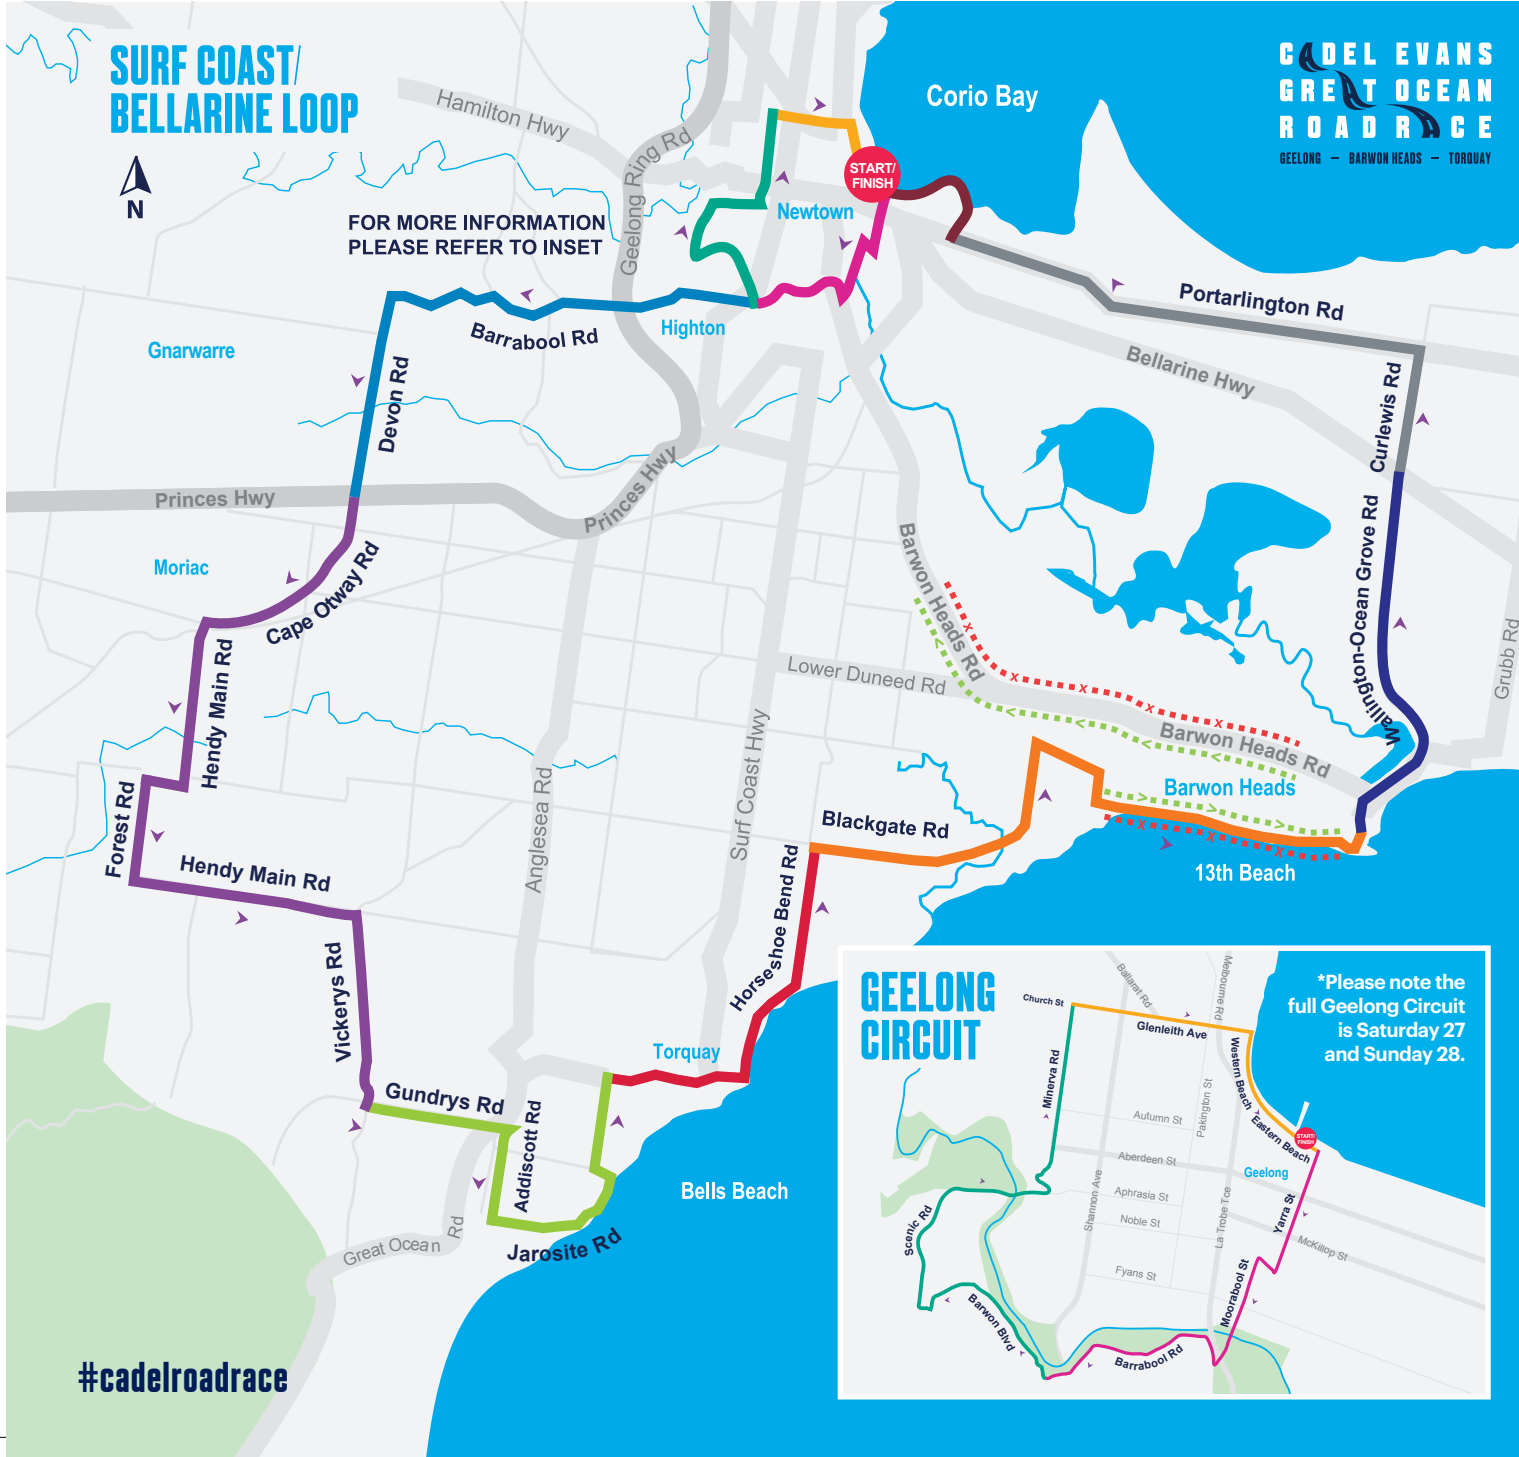 SURF COAST/
BELLARINE LOOP
N
FOR MORE INFORMATION
PLEASE REFER TO INSET
CADEL EVANS
GREAT OCEAN
ROAD RACE
GEELONG — BARWON HEADS — TORQUAY
Corio Bay
Hamilton Hwy
Geelong Ring Rd
START/
FINISH
Newtown
Portarlington Rd
Barrabool Rd
Highton
Gnarwarre
Bellarine Hwy
Devon Rd
Curlewis Rd
Princes Hwy
Princes Hwy
Moriac
Cape Otway Rd
Barwon Heads Rd
Wallington-Ocean Grove Rd
Grubb Rd
Hendy Main Rd
Lower Duneed Rd
Surf Coast Hwy
Barwon Heads Rd
Barwon Heads
Anglesea Rd
Forest Rd
Blackgate Rd
13th Beach
Hendy Main Rd
Horseshoe Bend Rd
Vickerys Rd
Torquay
Gundrys Rd
Addiscott Rd
Bells Beach
Jarosite Rd
Great Ocean Rd
#cadelroadrace
GEELONG
CIRCUIT
*Please note the
full Geelong Circuit
is Saturday 27
and Sunday 28.
Church St
Ballarat Rd
Melbourne Rd
Glenleith Ave
Minerva Rd
Western Beach
Eastern Beach
START/
FINISH
Autumn St
Pakington St
Aberdeen St
Geelong
Aphrasia St
Shannon Ave
Noble St
La Trobe Tce
Yarra St
McKillop St
Scenic Rd
Fyans St
Moorabool St
Barwon Blvd
Barrabool Rd